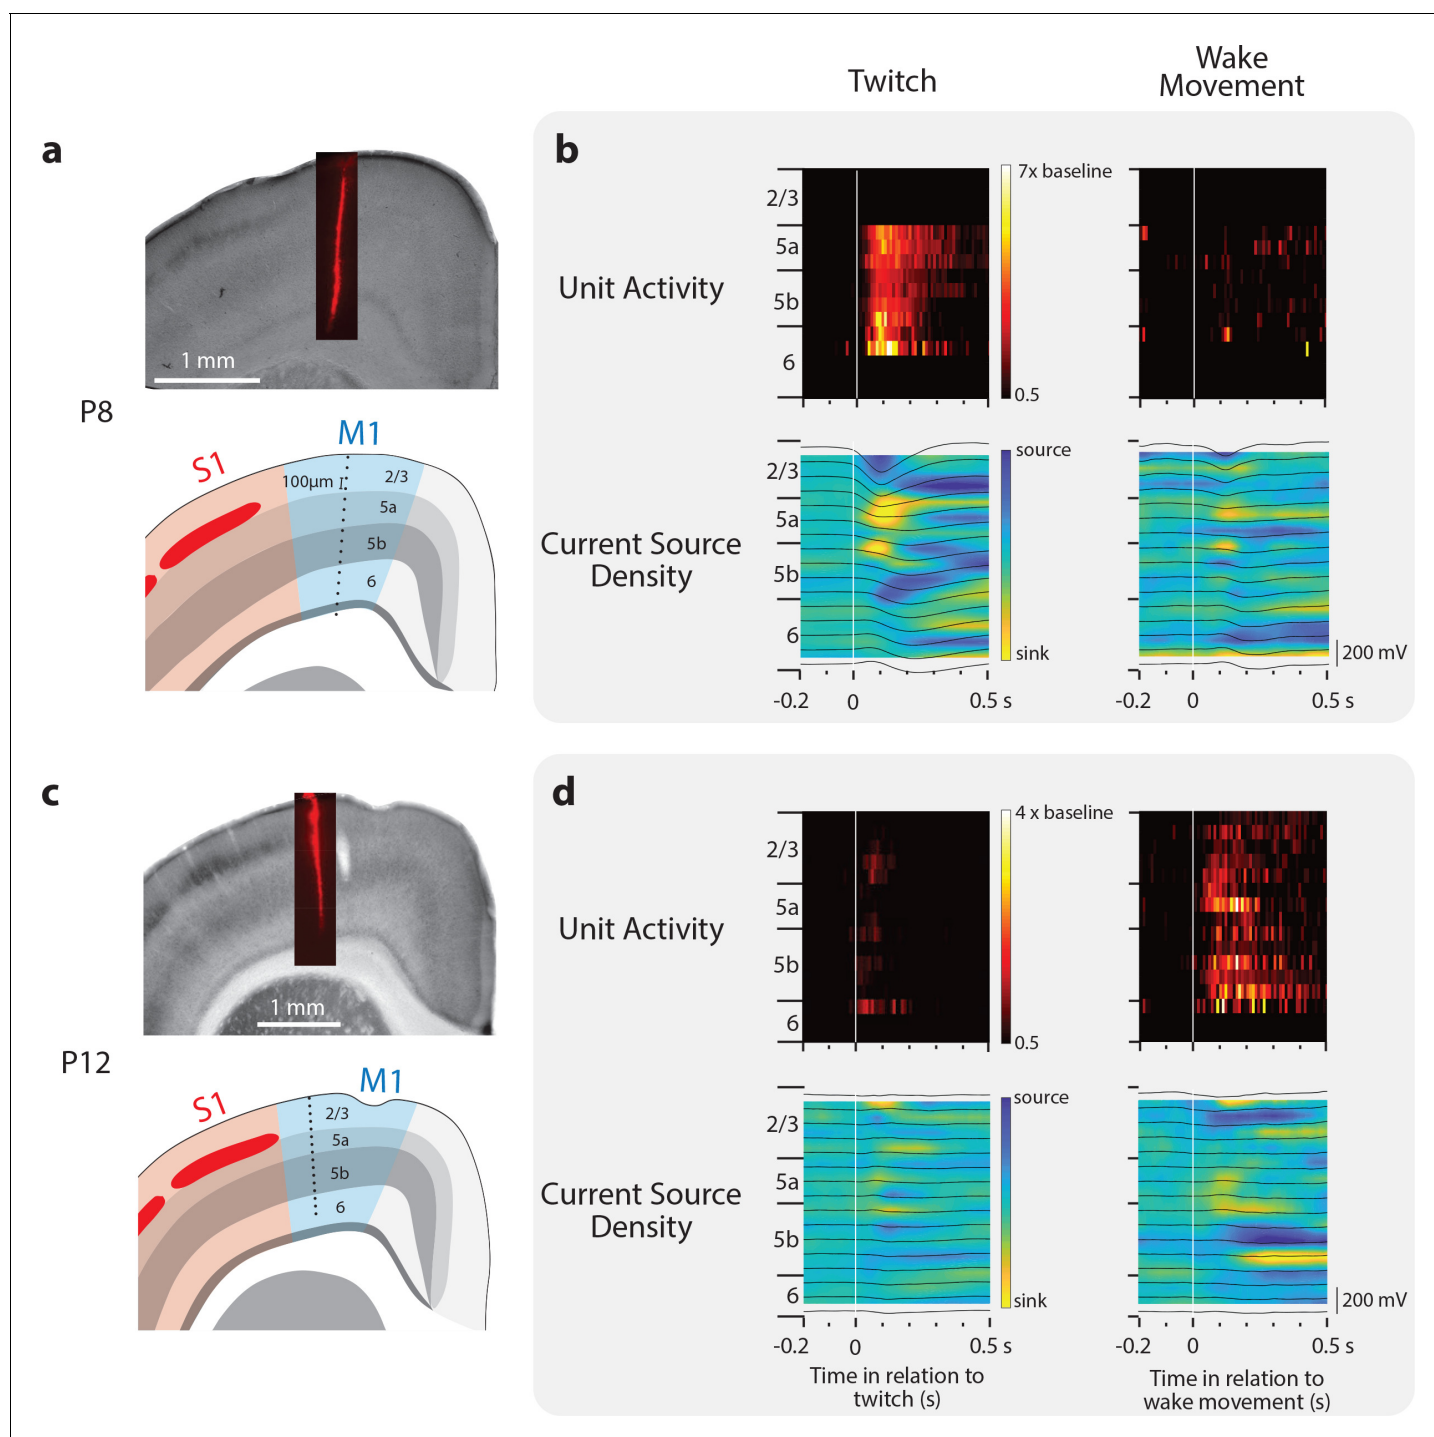 Twitch
Wake
Movement
a
1 mm
P8
S1
M1
100µm
2/3
5a
5b
6
b
Unit Activity
2/3
5a
5b
6
7x baseline
0.5
Current Source
Density
2/3
5a
5b
6
source
sink
200 mV
-0.2 0 0.5 s
-0.2 0 0.5 s
c
1 mm
P12
S1
M1
2/3
5a
5b
6
d
Unit Activity
2/3
5a
5b
6
4 x baseline
0.5
Current Source
Density
2/3
5a
5b
6
source
sink
200 mV
-0.2 0 0.5 s
-0.2 0 0.5 s
Time in relation to
twitch (s)
Time in relation to
wake movement (s)